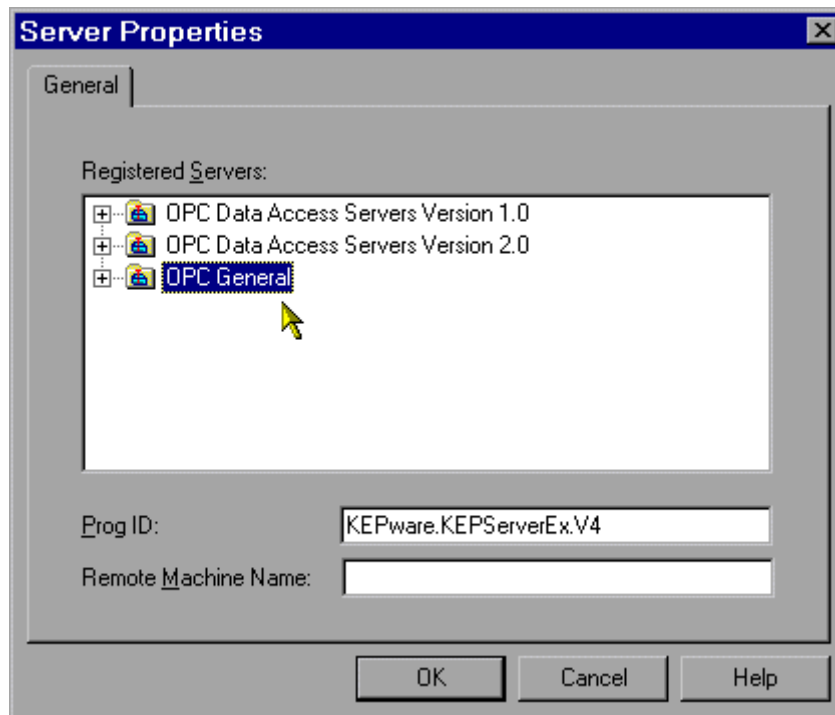 Server Properties
General
Registered Servers:
OPC Data Access Servers Version 1.0
OPC Data Access Servers Version 2.0
OPC General
Prog ID: KEPware.KEPServerEx.V4
Remote Machine Name:
OK Cancel Help